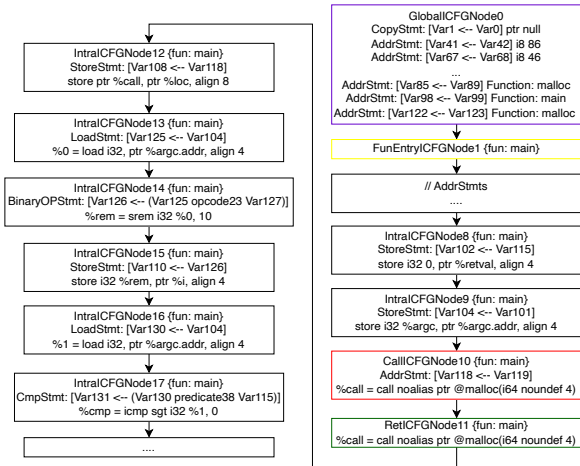 GlobalICFGNode0
CopyStmt: [Var1 <-- Var0] ptr null
AddrStmt: [Var41 <-- Var42] i8 86
AddrStmt: [Var67 <-- Var68] i8 46
...
AddrStmt: [Var85 <-- Var89] Function: malloc
AddrStmt: [Var98 <-- Var99] Function: main
AddrStmt: [Var122 <-- Var123] Function: malloc
FunEntryICFGNode1 {fun: main}
// AddrStmts
....
IntraICFGNode8 {fun: main}
StoreStmt: [Var102 <-- Var115]
store i32 0, ptr %retval, align 4
IntraICFGNode9 {fun: main}
StoreStmt: [Var104 <-- Var101]
store i32 %argc, ptr %argc.addr, align 4
CallICFGNode10 {fun: main}
AddrStmt: [Var118 <-- Var119]
%call = call noalias ptr @malloc(i64 noundef 4)
RetICFGNode11 {fun: main}
%call = call noalias ptr @malloc(i64 noundef 4)
IntraICFGNode12 {fun: main}
StoreStmt: [Var108 <-- Var118]
store ptr %call, ptr %loc, align 8
IntraICFGNode13 {fun: main}
LoadStmt: [Var125 <-- Var104]
%0 = load i32, ptr %argc.addr, align 4
IntraICFGNode14 {fun: main}
BinaryOPStmt: [Var126 <-- (Var125 opcode23 Var127)]
%rem = srem i32 %0, 10
IntraICFGNode15 {fun: main}
StoreStmt: [Var110 <-- Var126]
store i32 %rem, ptr %i, align 4
IntraICFGNode16 {fun: main}
LoadStmt: [Var130 <-- Var104]
%1 = load i32, ptr %argc.addr, align 4
IntraICFGNode17 {fun: main}
CmpStmt: [Var131 <-- (Var130 predicate38 Var115)]
%cmp = icmp sgt i32 %1, 0
....